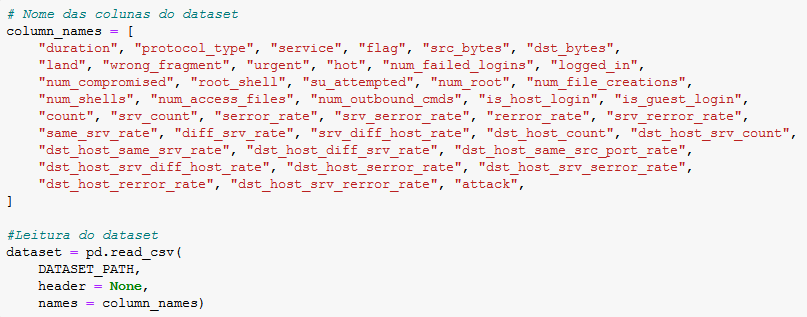 # Nome das colunas do dataset
column_names = [
    "duration", "protocol_type", "service", "flag", "src_bytes", "dst_bytes",
    "land", "wrong_fragment", "urgent", "hot", "num_failed_logins", "logged_in",
    "num_compromised", "root_shell", "su_attempted", "num_root", "num_file_creations",
    "num_shells", "num_access_files", "num_outbound_cmds", "is_host_login", "is_guest_login",
    "count", "srv_count", "serror_rate", "srv_serror_rate", "rerror_rate", "srv_rerror_rate",
    "same_srv_rate", "diff_srv_rate", "srv_diff_host_rate", "dst_host_count", "dst_host_srv_count",
    "dst_host_same_srv_rate", "dst_host_diff_srv_rate", "dst_host_same_src_port_rate",
    "dst_host_srv_diff_host_rate", "dst_host_serror_rate", "dst_host_srv_serror_rate",
    "dst_host_rerror_rate", "dst_host_srv_rerror_rate", "attack",
]
#Leitura do dataset
dataset = pd.read_csv(
    DATASET_PATH,
    header = None,
    names = column_names)